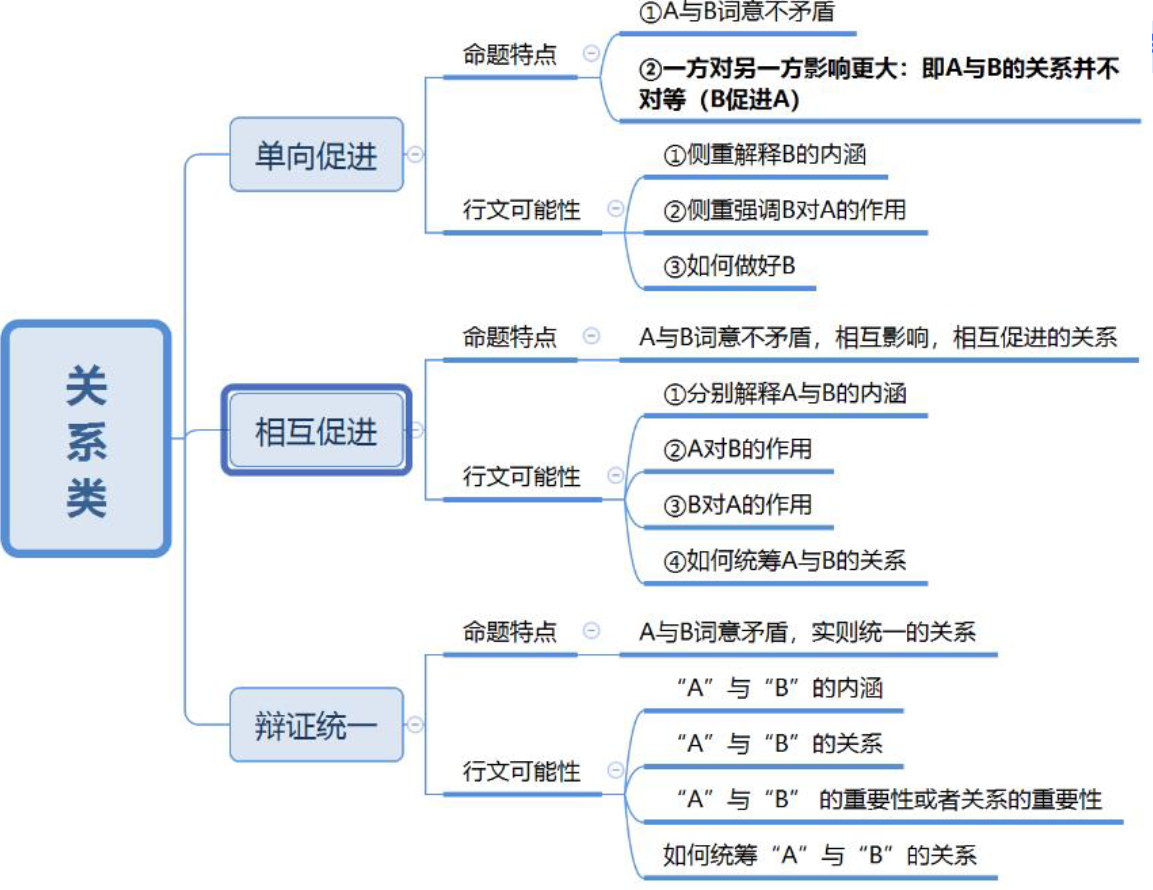 关
系
类
单向促进
命题特点
①A与B词意不矛盾
②一方对另一方影响更大：即A与B的关系并不
对等（B促进A）
行文可能性
①侧重解释B的内涵
②侧重强调B对A的作用
③如何做好B
相互促进
命题特点
A与B词意不矛盾，相互影响，相互促进的关系
行文可能性
①分别解释A与B的内涵
②A对B的作用
③B对A的作用
④如何统筹A与B的关系
辩证统一
命题特点
A与B词意矛盾，实则统一的关系
行文可能性
“A”与“B”的内涵
“A”与“B”的关系
“A”与“B” 的重要性或者关系的重要性
如何统筹“A”与“B”的关系